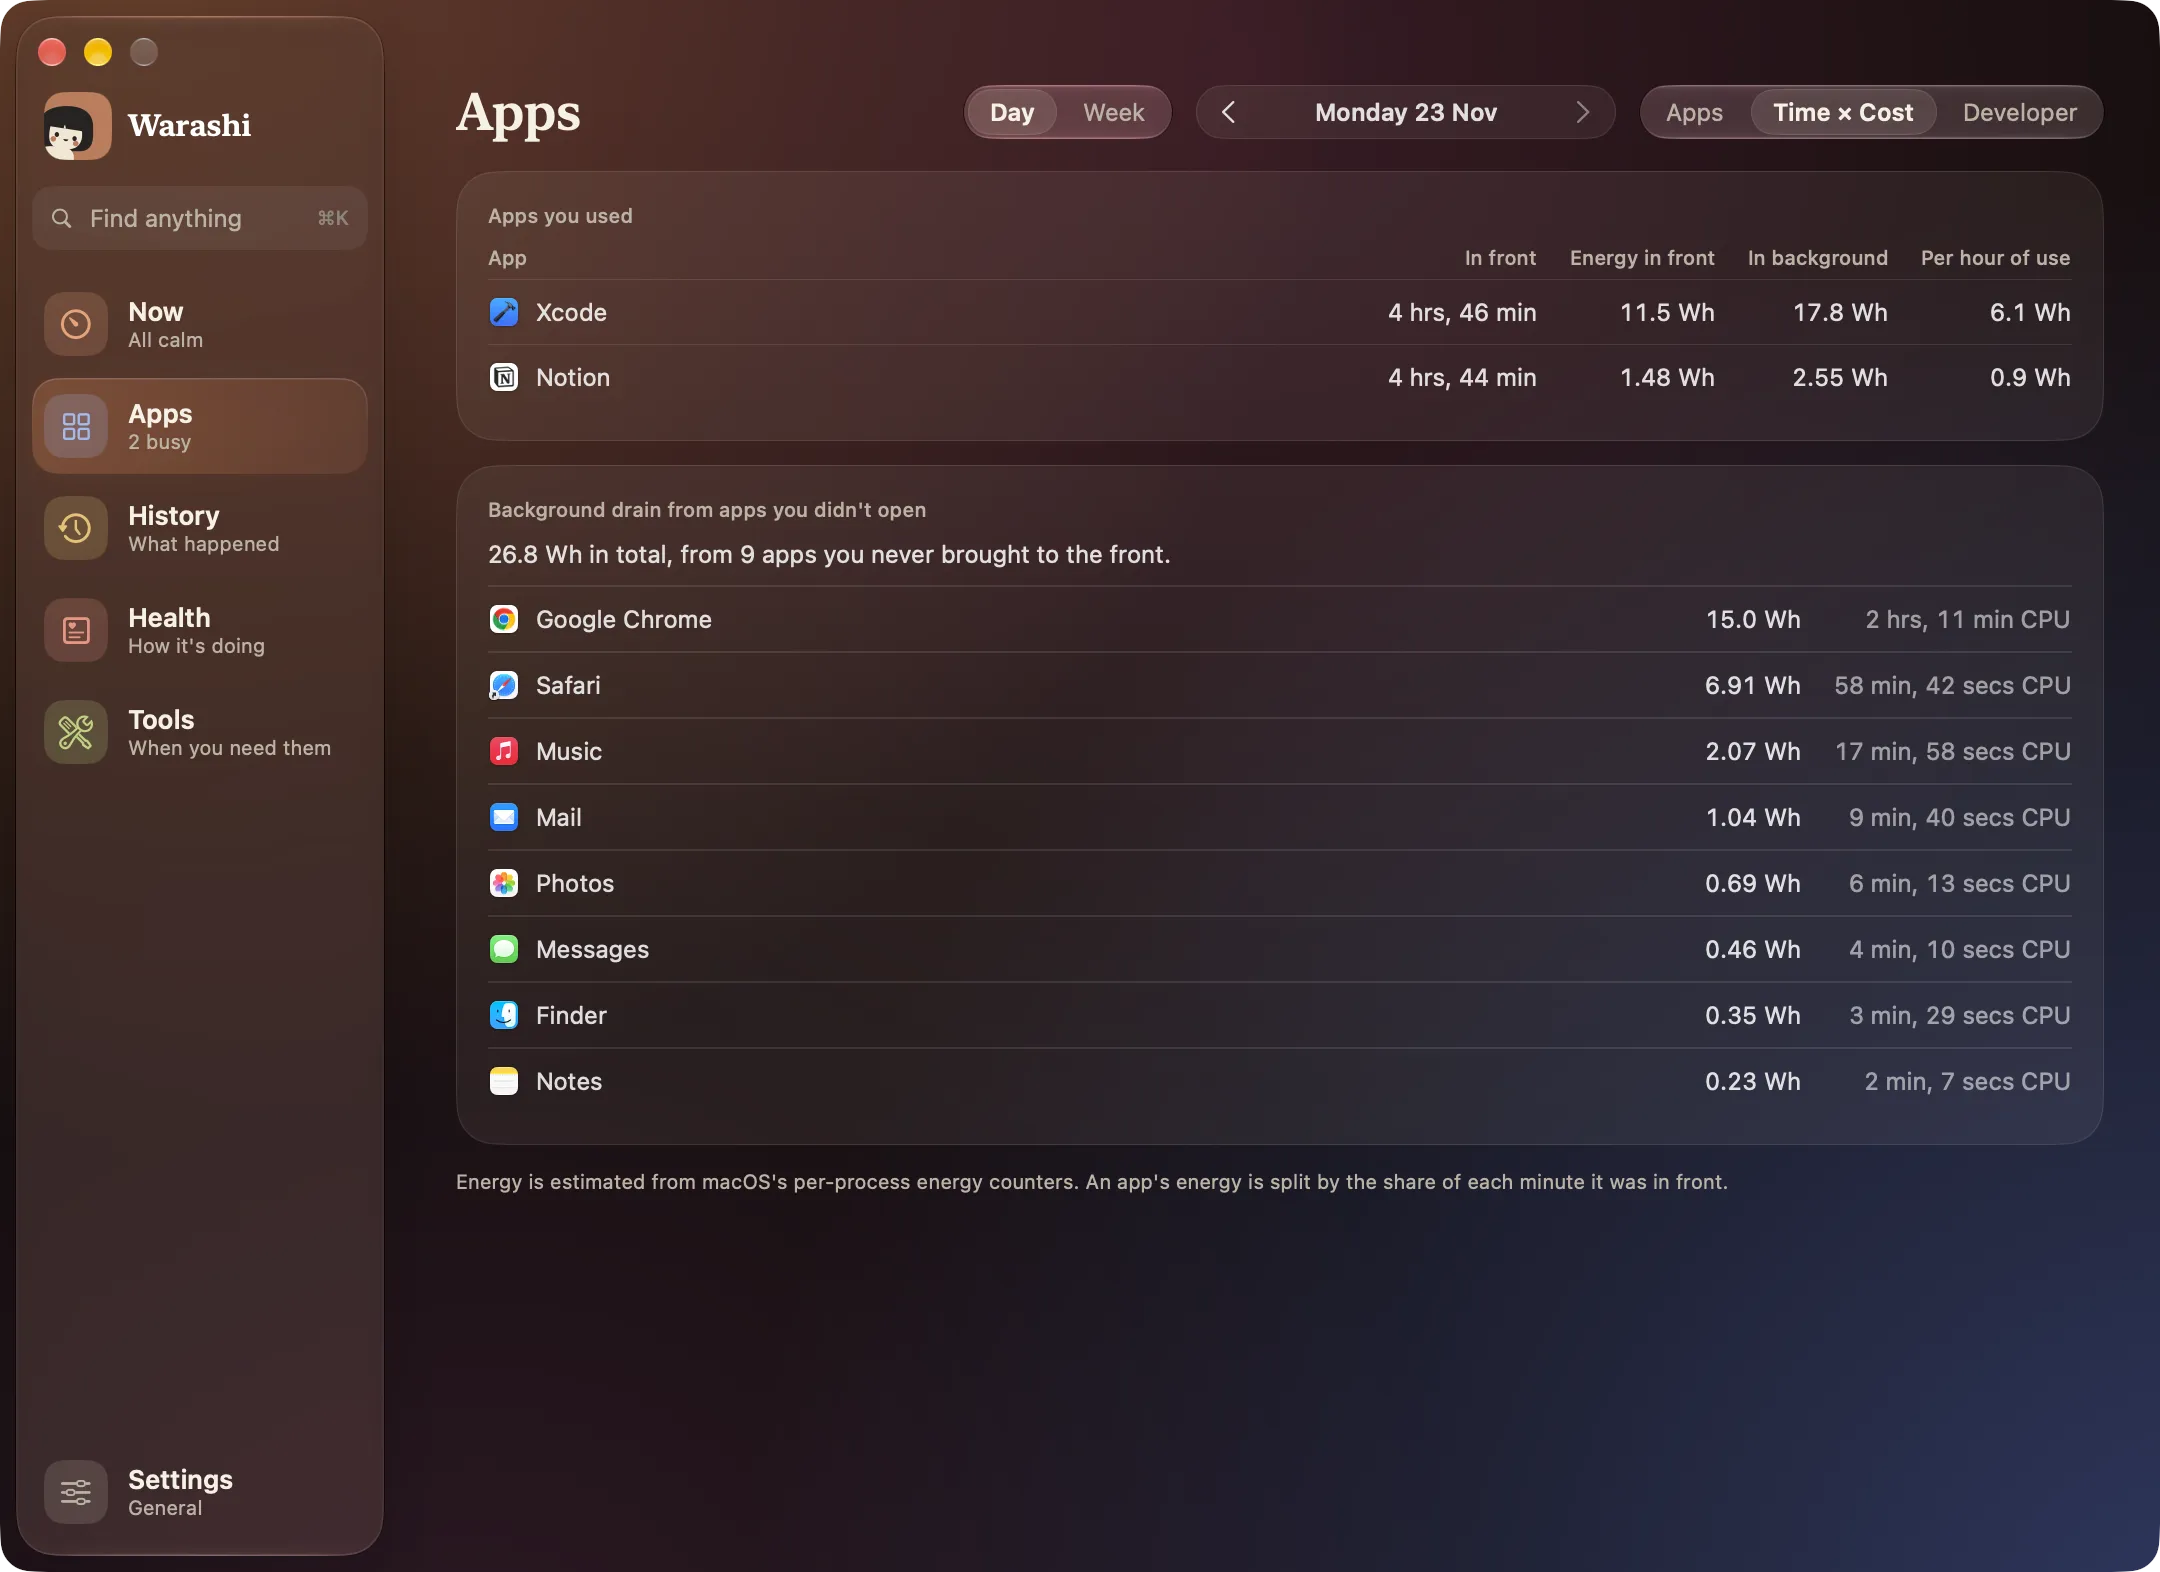 Warashi
Find anything ⌘K
Now
All calm
Apps
2 busy
History
What happened
Health
How it's doing
Tools
When you need them
Settings
General
Apps
Day Week
Monday 23 Nov
Apps Time × Cost Developer
Apps you used
App In front Energy in front In background Per hour of use
Xcode 4 hrs, 46 min 11.5 Wh 17.8 Wh 6.1 Wh
Notion 4 hrs, 44 min 1.48 Wh 2.55 Wh 0.9 Wh
Background drain from apps you didn't open
26.8 Wh in total, from 9 apps you never brought to the front.
Google Chrome 15.0 Wh 2 hrs, 11 min CPU
Safari 6.91 Wh 58 min, 42 secs CPU
Music 2.07 Wh 17 min, 58 secs CPU
Mail 1.04 Wh 9 min, 40 secs CPU
Photos 0.69 Wh 6 min, 13 secs CPU
Messages 0.46 Wh 4 min, 10 secs CPU
Finder 0.35 Wh 3 min, 29 secs CPU
Notes 0.23 Wh 2 min, 7 secs CPU
Energy is estimated from macOS's per-process energy counters. An app's energy is split by the share of each minute it was in front.